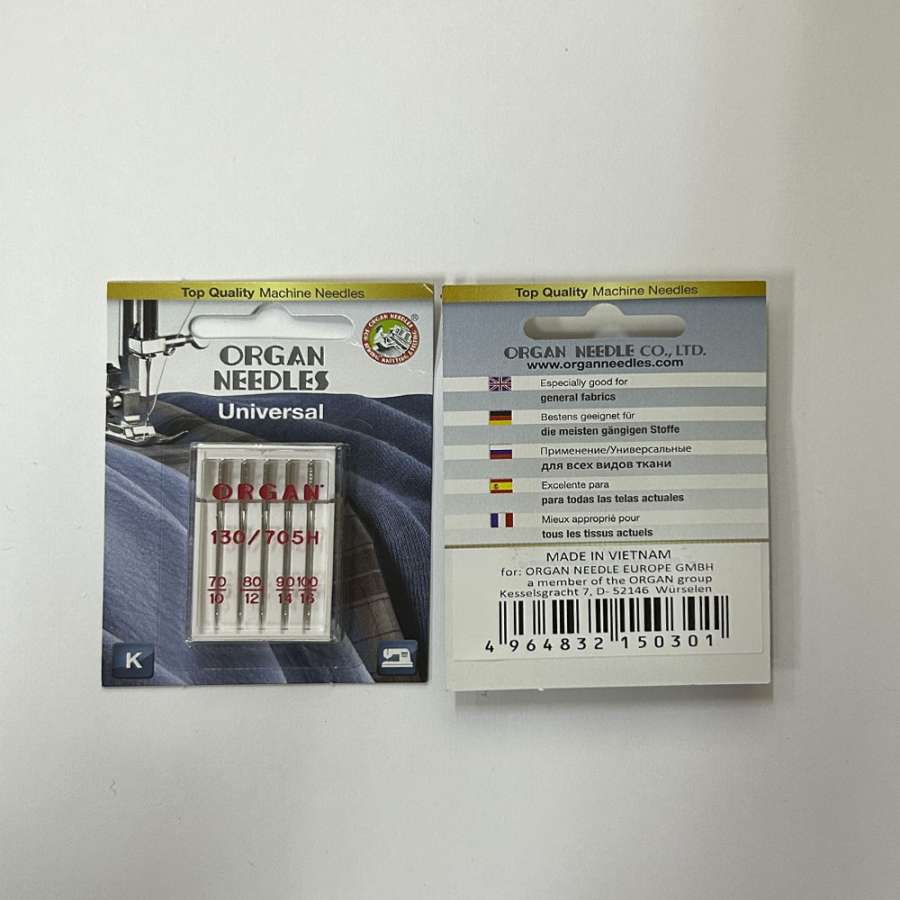 Top Quality Machine Needles
ORGAN
NEEDLES
Universal
ORGAN NEEDLE
®
ORGAN
130/705H
70 80 90 100
10 12 14 16
K
Top Quality Machine Needles
ORGAN NEEDLE CO., LTD.
www.organneedles.com
Especially good for
general fabrics
Bestens geeignet für
die meisten gängigen Stoffe
Применение/Универсальные
для всех видов ткани
Excelente para
para todas las telas actuales
Mieux approprié pour
tous les tissus actuels
MADE IN VIETNAM
for: ORGAN NEEDLE EUROPE GMBH
a member of the ORGAN group
Kesselsgracht 7, D- 52146 Würselen
4 964832 150301